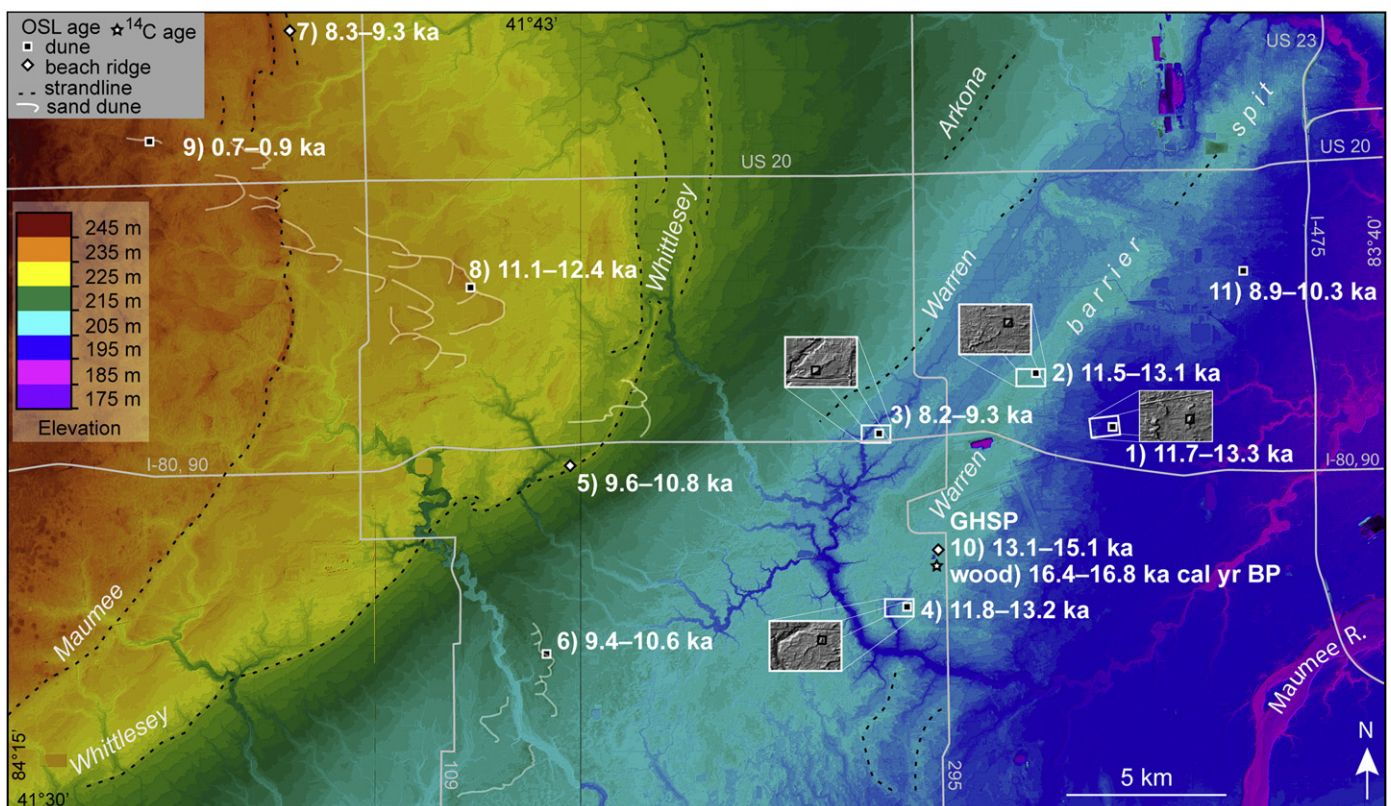 OSL age ☆ ¹⁴C age
dune
beach ridge
strandline
sand dune
41°43'
7) 8.3–9.3 ka
US 23
Arkona
spit
9) 0.7–0.9 ka
US 20
US 20
245 m
235 m
225 m
215 m
205 m
195 m
185 m
175 m
Elevation
Whittlesey
I-475
83°40'
8) 11.1–12.4 ka
Warren
barrier
11) 8.9–10.3 ka
2) 11.5–13.1 ka
3) 8.2–9.3 ka
1) 11.7–13.3 ka
I-80, 90
I-80, 90
5) 9.6–10.8 ka
Warren
GHSP
10) 13.1–15.1 ka
wood) 16.4–16.8 ka cal yr BP
Maumee
4) 11.8–13.2 ka
6) 9.4–10.6 ka
Maumee R.
Whittlesey
84°15'
41°30'
109
295
5 km
N